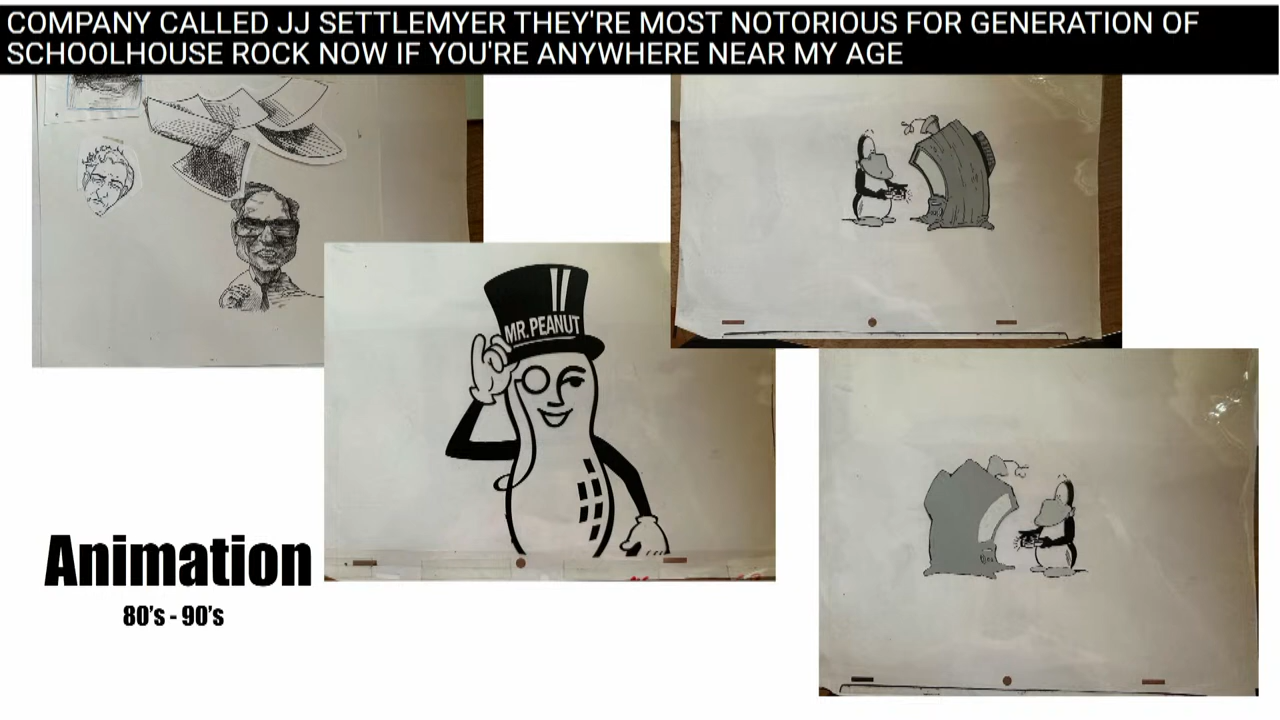 COMPANY CALLED JJ SETTLEMYER THEY'RE MOST NOTORIOUS FOR GENERATION OF
SCHOOLHOUSE ROCK NOW IF YOU'RE ANYWHERE NEAR MY AGE
MR. PEANUT
Animation
80's - 90's